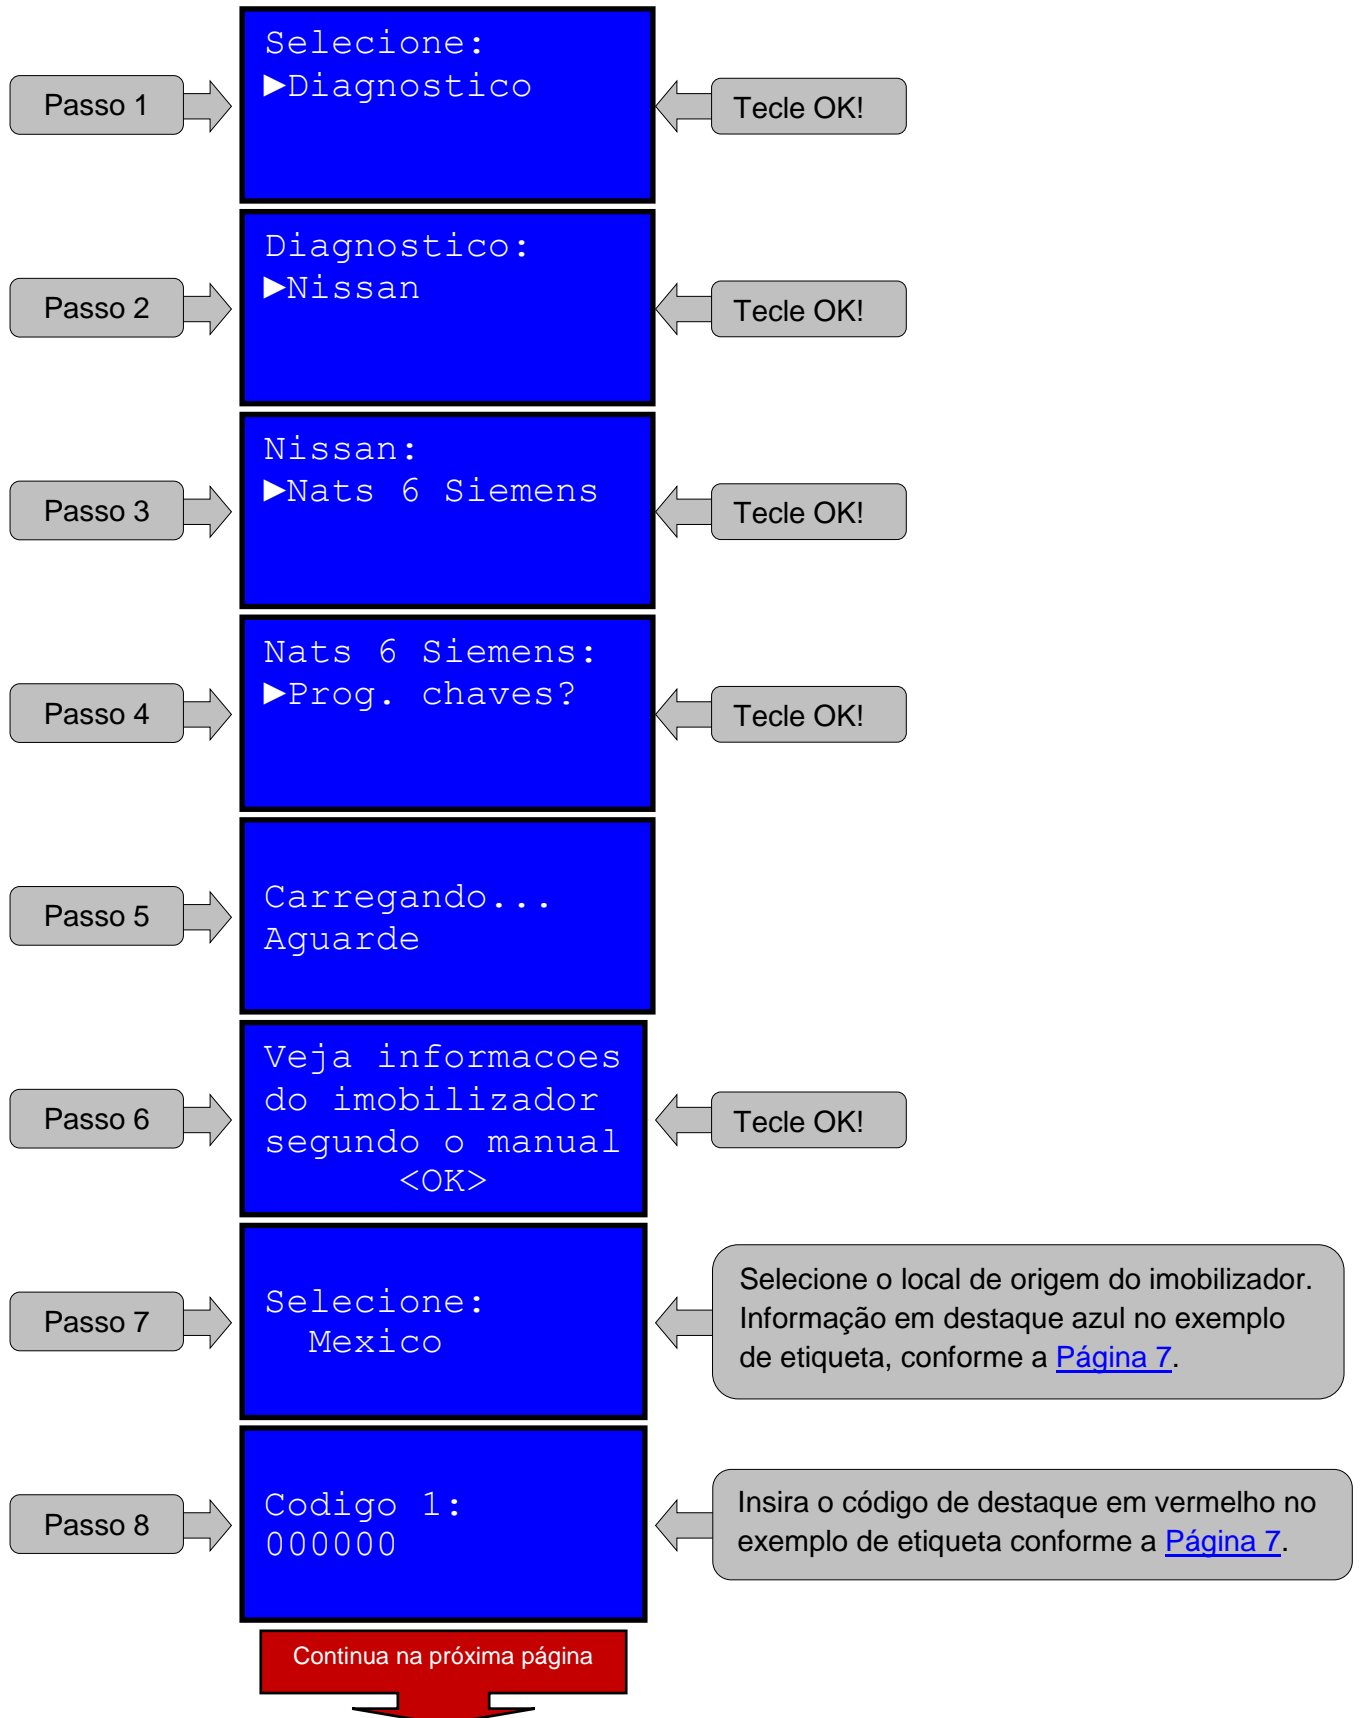 Selecione:
►Diagnostico
Passo 1
Tecle OK!
Diagnostico:
►Nissan
Passo 2
Tecle OK!
Nissan:
►Nats 6 Siemens
Passo 3
Tecle OK!
Nats 6 Siemens:
►Prog. chaves?
Passo 4
Tecle OK!
Carregando...
Aguarde
Passo 5
Veja informacoes
do imobilizador
segundo o manual
<OK>
Passo 6
Tecle OK!
Selecione:
Mexico
Passo 7
Selecione o local de origem do imobilizador.
Informação em destaque azul no exemplo
de etiqueta, conforme a Página 7.
Codigo 1:
000000
Passo 8
Insira o código de destaque em vermelho no
exemplo de etiqueta conforme a Página 7.
Continua na próxima página